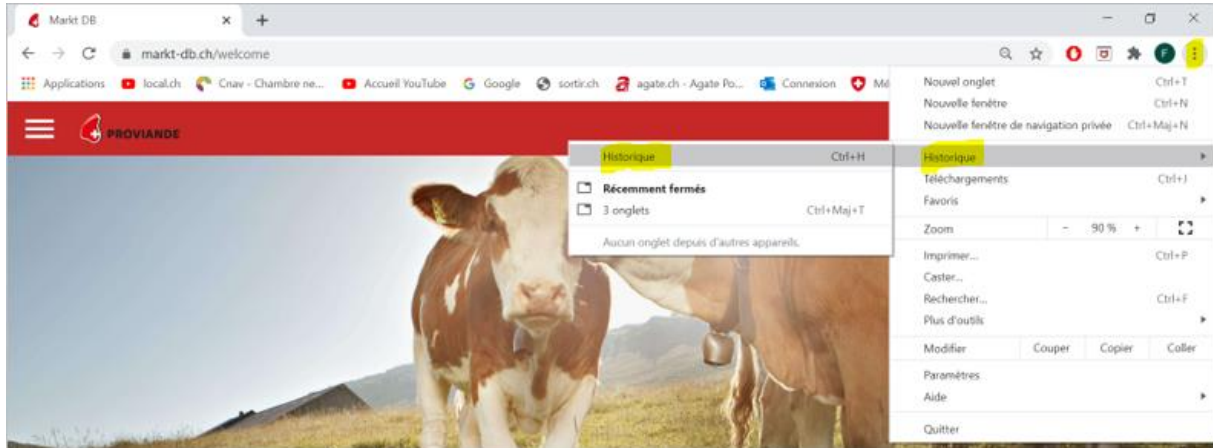 Markt DB
markt-db.ch/welcome
F
Applications local.ch Cnav - Chambre ne... Accueil YouTube Google sortir.ch agate.ch - Agate Po... Connexion Mé
PROVIANDE
Nouvel onglet Ctrl+T
Nouvelle fenêtre Ctrl+N
Nouvelle fenêtre de navigation privée Ctrl+Maj+N
Historique
Téléchargements Ctrl+J
Favoris
Zoom - 90 % +
Imprimer... Ctrl+P
Caster...
Rechercher... Ctrl+F
Plus d'outils
Modifier Couper Copier Coller
Paramètres
Aide
Quitter
Historique Ctrl+H
Récemment fermés
3 onglets Ctrl+Maj+T
Aucun onglet depuis d'autres appareils.